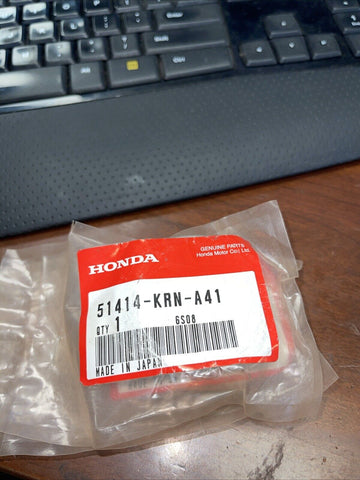 HONDA
GENUINE PARTS
Honda Motor Co., Ltd.
51414-KRN-A41
QTY 1 6S08
MADE IN JAPAN